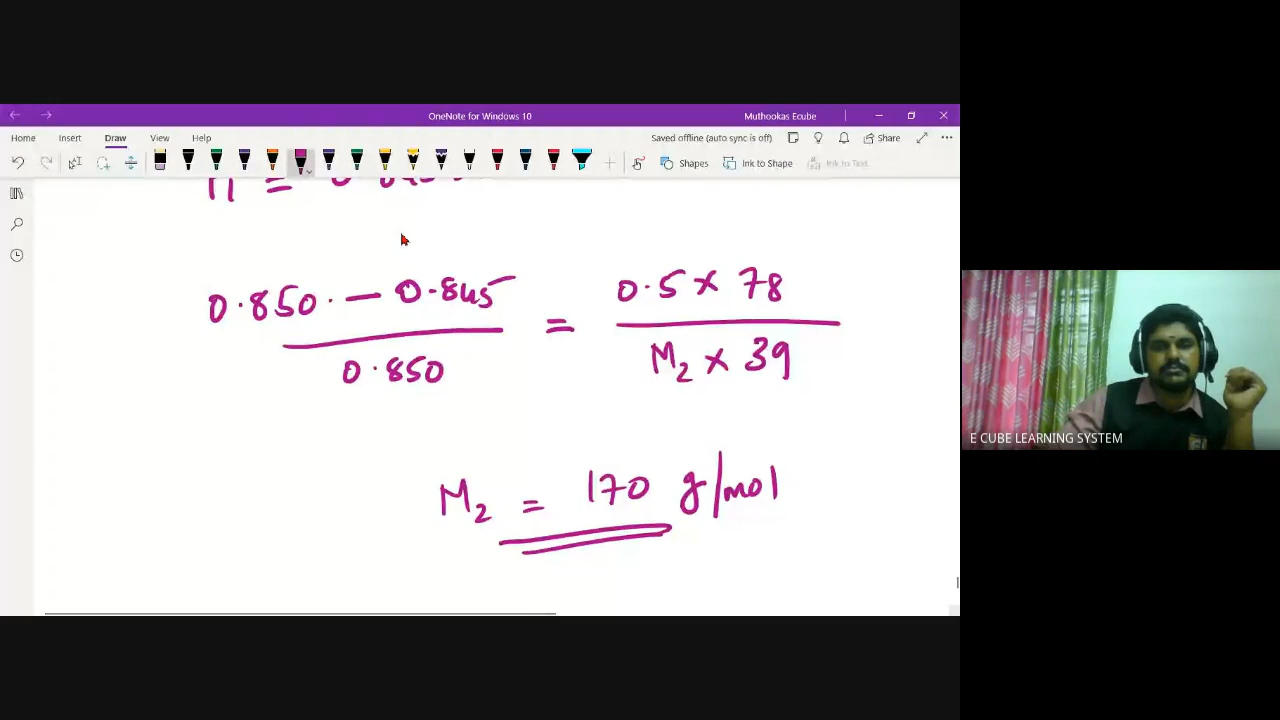 OneNote for Windows 10
Muthookas Ecube
Home Insert Draw View Help
Saved offline (auto sync is off)
Share
Shapes
Ink to Shape
Ink to Text
0.850 - 0.845 / 0.850 = 0.5 x 78 / M2 x 39
M2 = 170 g/mol
E CUBE LEARNING SYSTEM